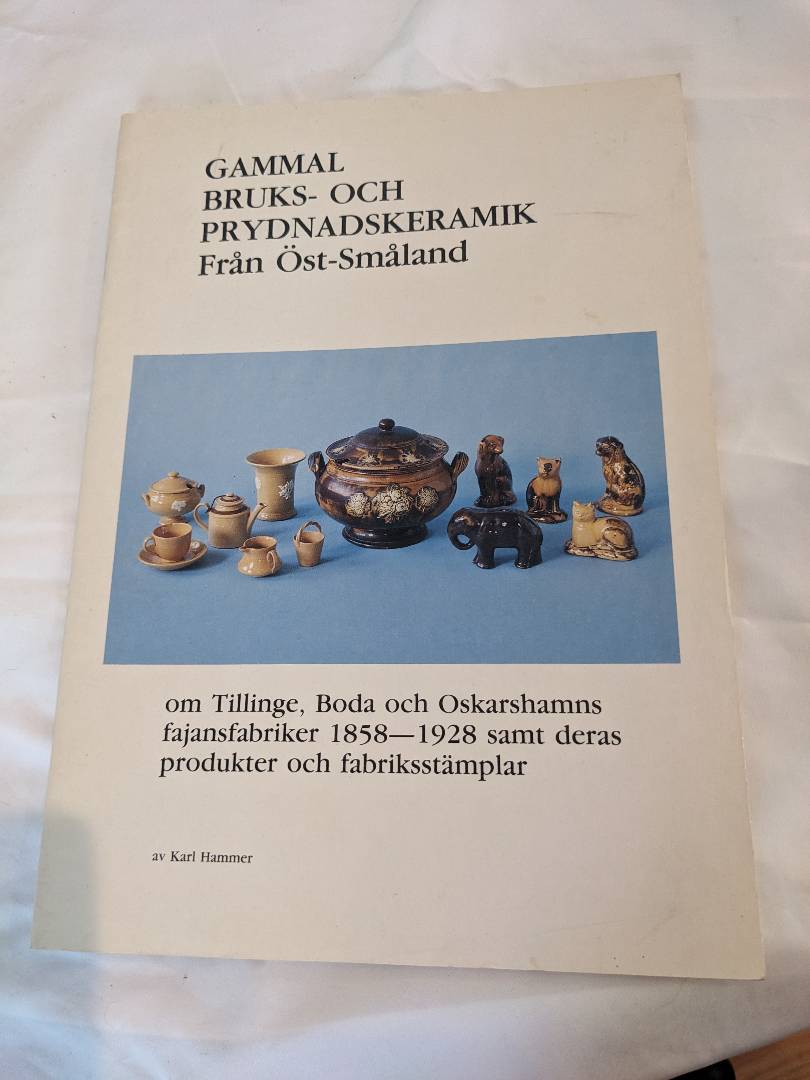 GAMMAL
BRUKS- OCH
PRYDNADSKERAMIK
Från Öst-Småland
om Tillinge, Boda och Oskarshamns
fajansfabriker 1858—1928 samt deras
produkter och fabriksstämplar
av Karl Hammer